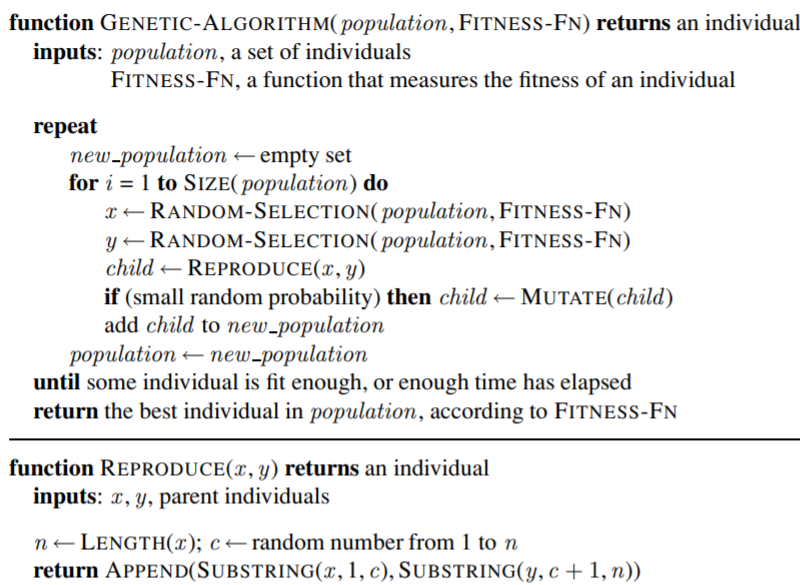 function GENETIC-ALGORITHM(population, FITNESS-FN) returns an individual
inputs: population, a set of individuals
FITNESS-FN, a function that measures the fitness of an individual
repeat
new_population ← empty set
for i = 1 to SIZE(population) do
x ← RANDOM-SELECTION(population, FITNESS-FN)
y ← RANDOM-SELECTION(population, FITNESS-FN)
child ← REPRODUCE(x, y)
if (small random probability) then child ← MUTATE(child)
add child to new_population
population ← new_population
until some individual is fit enough, or enough time has elapsed
return the best individual in population, according to FITNESS-FN
function REPRODUCE(x, y) returns an individual
inputs: x, y, parent individuals
n ← LENGTH(x); c ← random number from 1 to n
return APPEND(SUBSTRING(x, 1, c), SUBSTRING(y, c + 1, n))